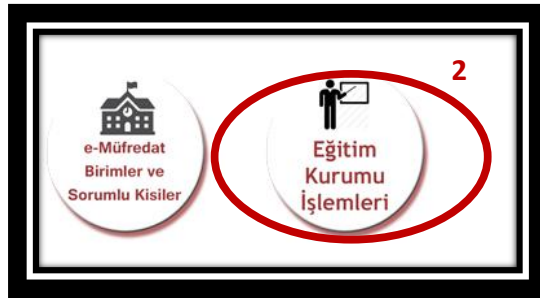 2
e-Müfredat
Birimler ve
Sorumlu Kisiler
Eğitim
Kurumu
İşlemleri